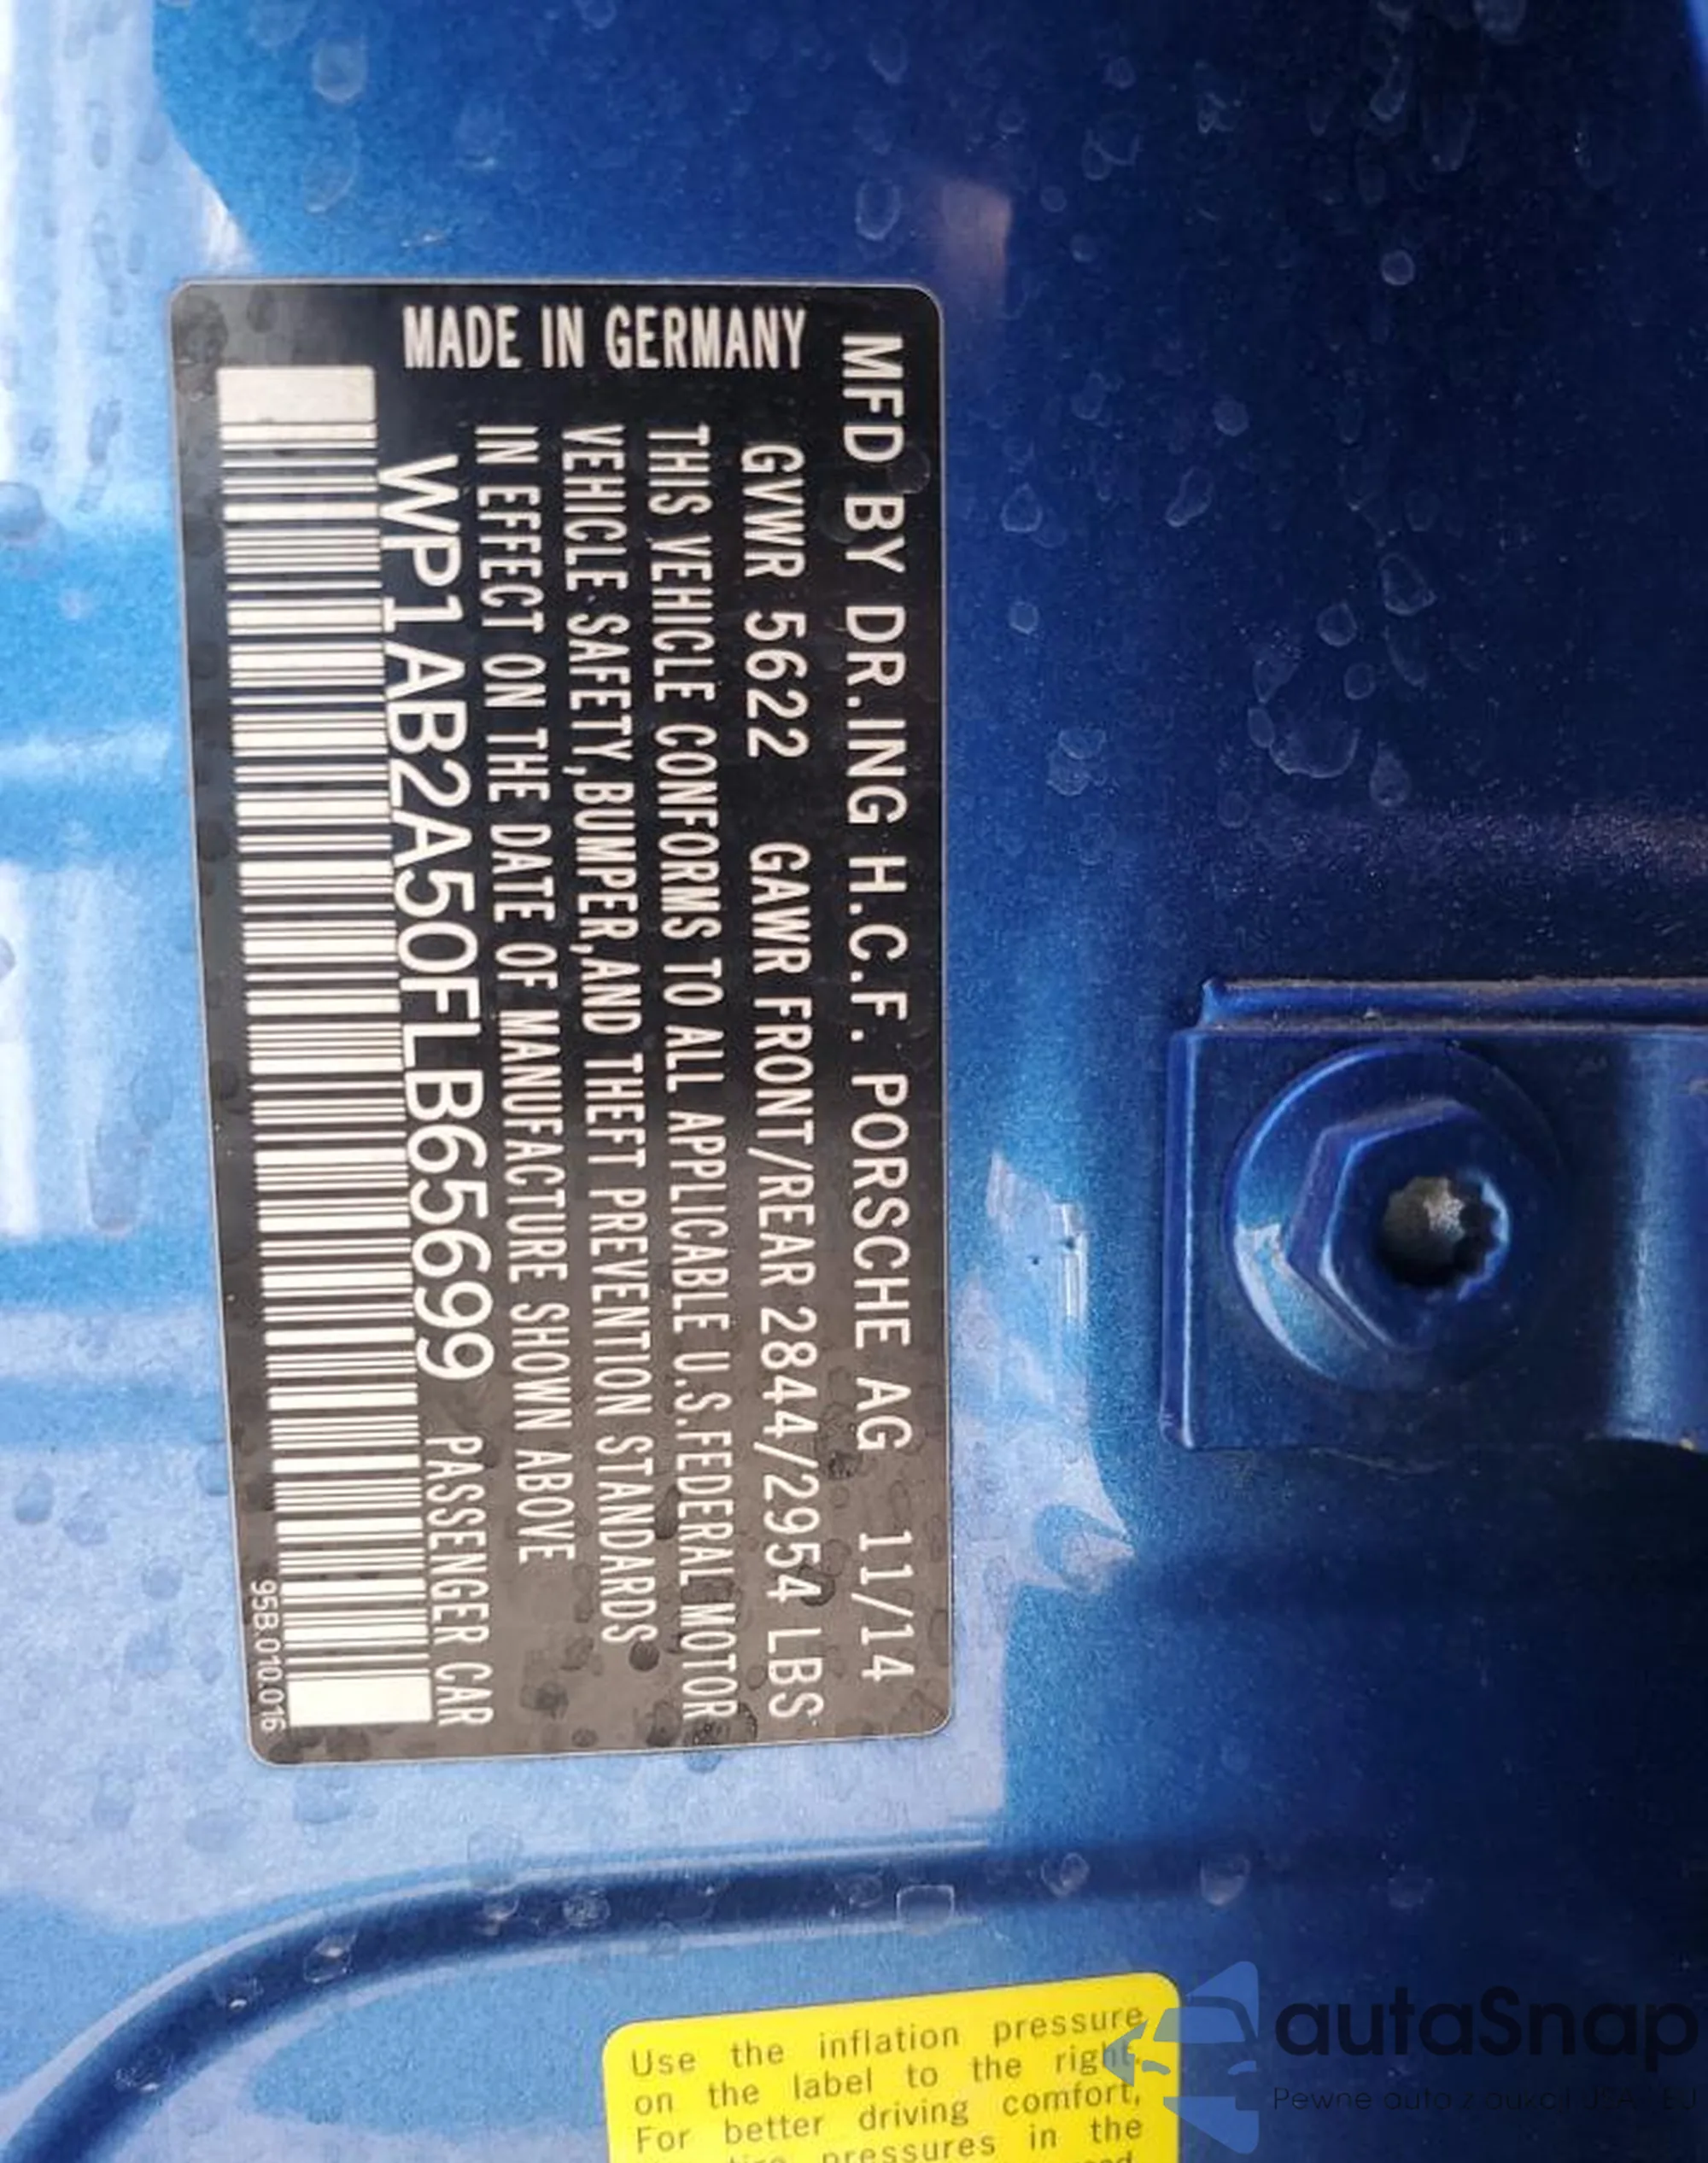 MFD BY DR.ING H.C.F. PORSCHE AG 11/14
GVWR 5622 GAWR FRONT/REAR 2844/2954 LBS
THIS VEHICLE CONFORMS TO ALL APPLICABLE U.S.FEDERAL MOTOR
VEHICLE SAFETY,BUMPER,AND THEFT PREVENTION STANDARDS
IN EFFECT ON THE DATE OF MANUFACTURE SHOWN ABOVE
WP1AB2A50FLB65699 PASSENGER CAR
MADE IN GERMANY
95B.010.016
Use the inflation pressure
on the label to the right.
For better driving comfort,
pressures in the
autaSnap
Pewne auto z aukcji